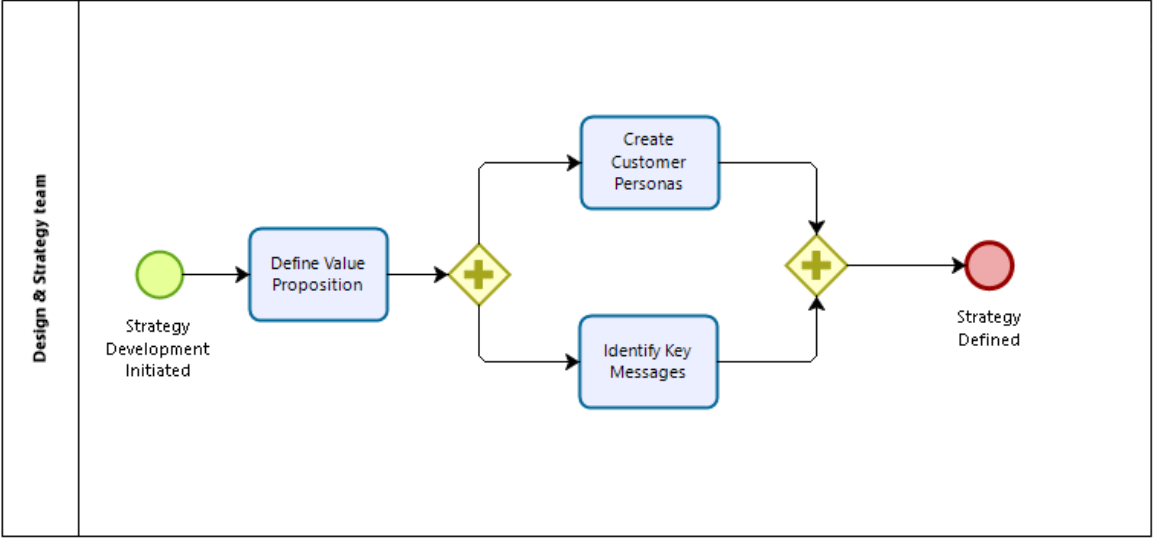 Design & Strategy team
Strategy
Development
Initiated
Define Value
Proposition
Create
Customer
Personas
Identify Key
Messages
Strategy
Defined